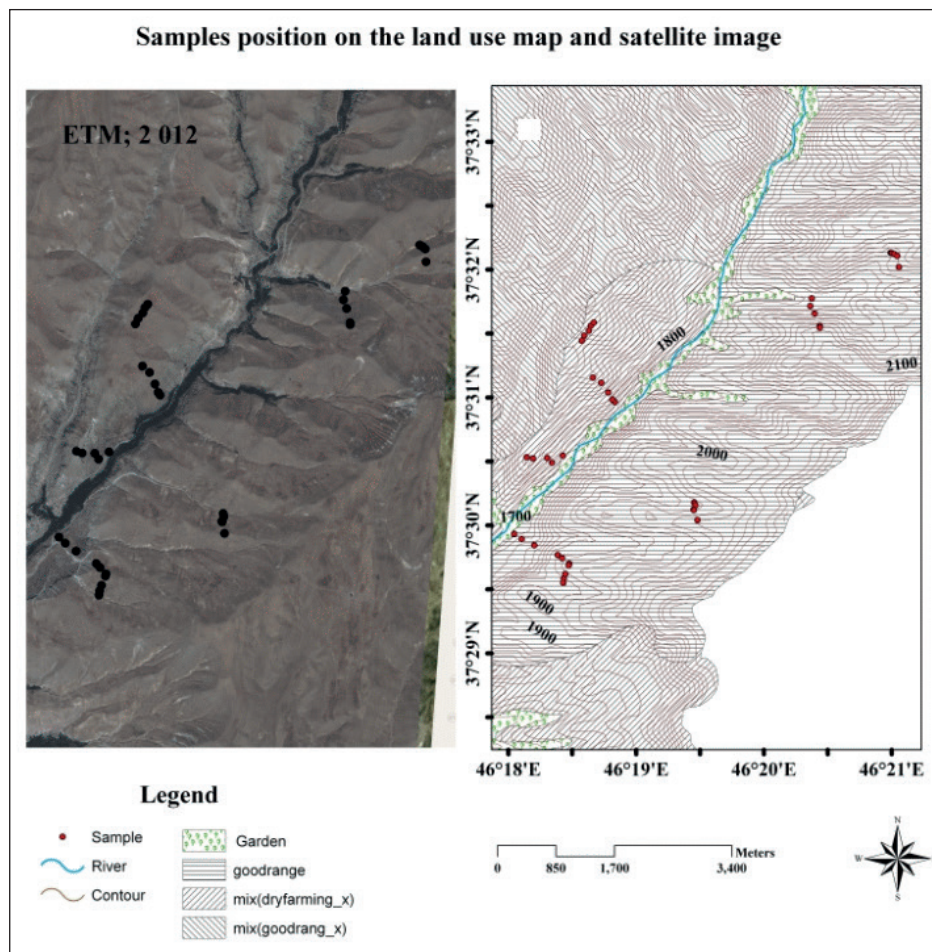 Samples position on the land use map and satellite image
ETM; 2 012
37°33'N
37°32'N
37°31'N
37°30'N
37°29'N
1800
2100
2000
1700
1900
1900
46°18'E
46°19'E
46°20'E
46°21'E
Legend
Sample
River
Contour
Garden
goodrange
mix(dryfarming_x)
mix(goodrang_x)
Meters
0
850
1,700
3,400
N
W
E
S